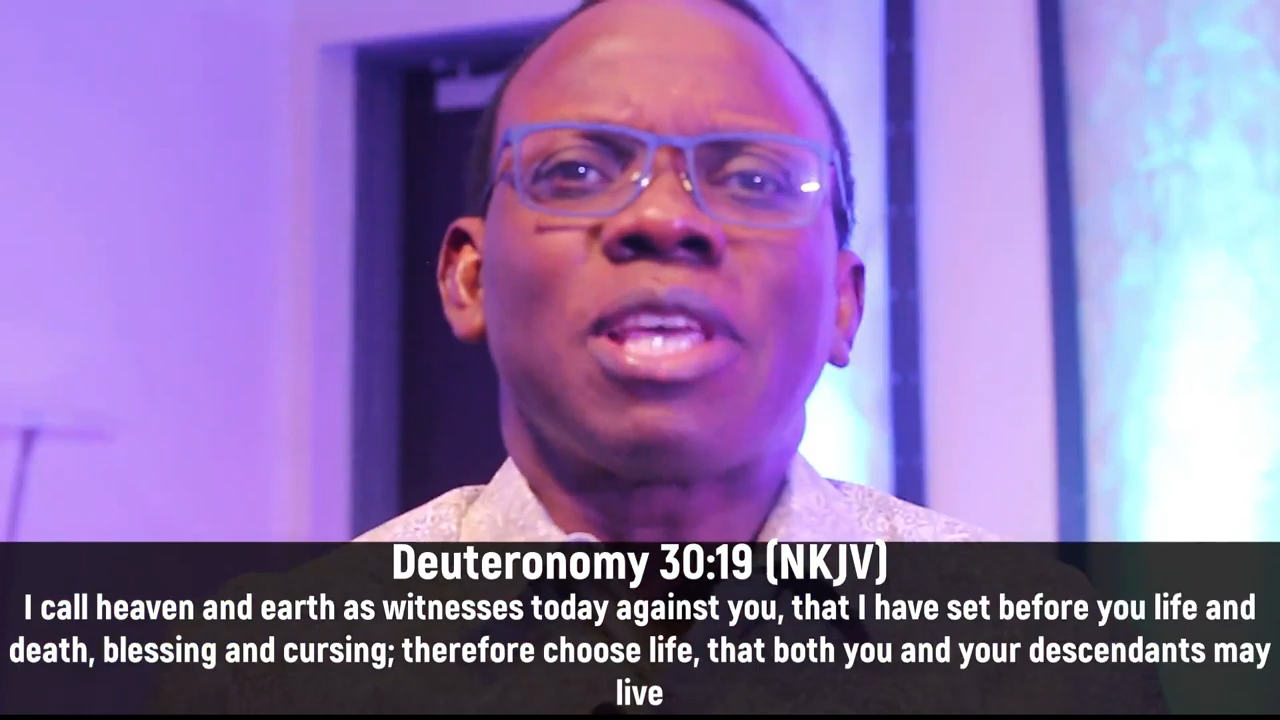 Deuteronomy 30:19 (NKJV)
I call heaven and earth as witnesses today against you, that I have set before you life and
death, blessing and cursing; therefore choose life, that both you and your descendants may
live